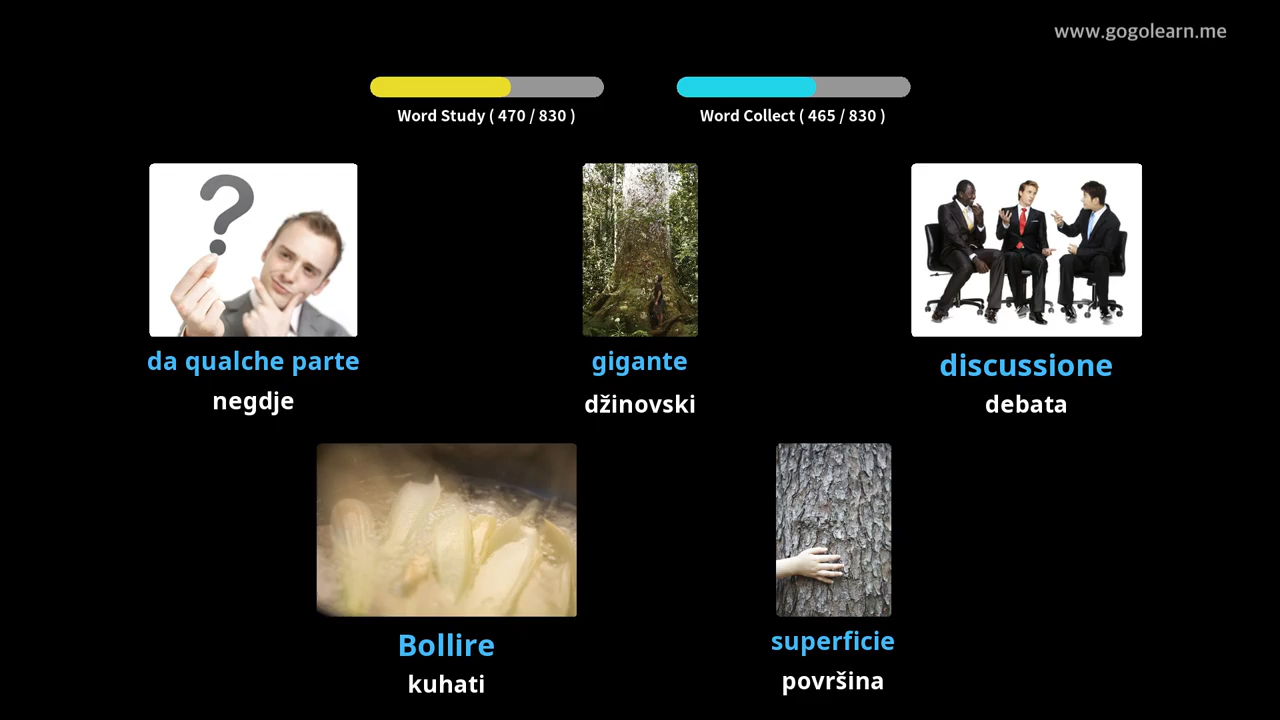 www.gogolearn.me
Word Study ( 470 / 830 )
Word Collect ( 465 / 830 )
da qualche parte
negdje
gigante
džinovski
discussione
debata
Bollire
kuhati
superficie
površina